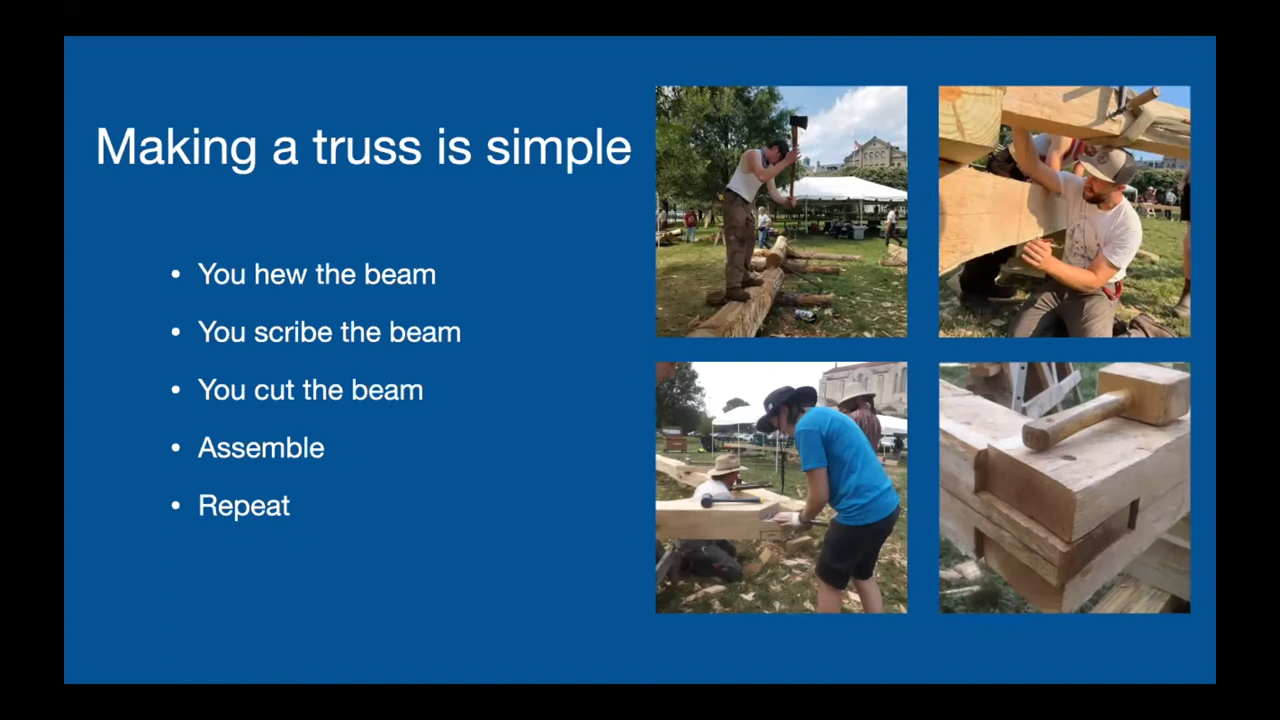 Making a truss is simple
• You hew the beam
• You scribe the beam
• You cut the beam
• Assemble
• Repeat